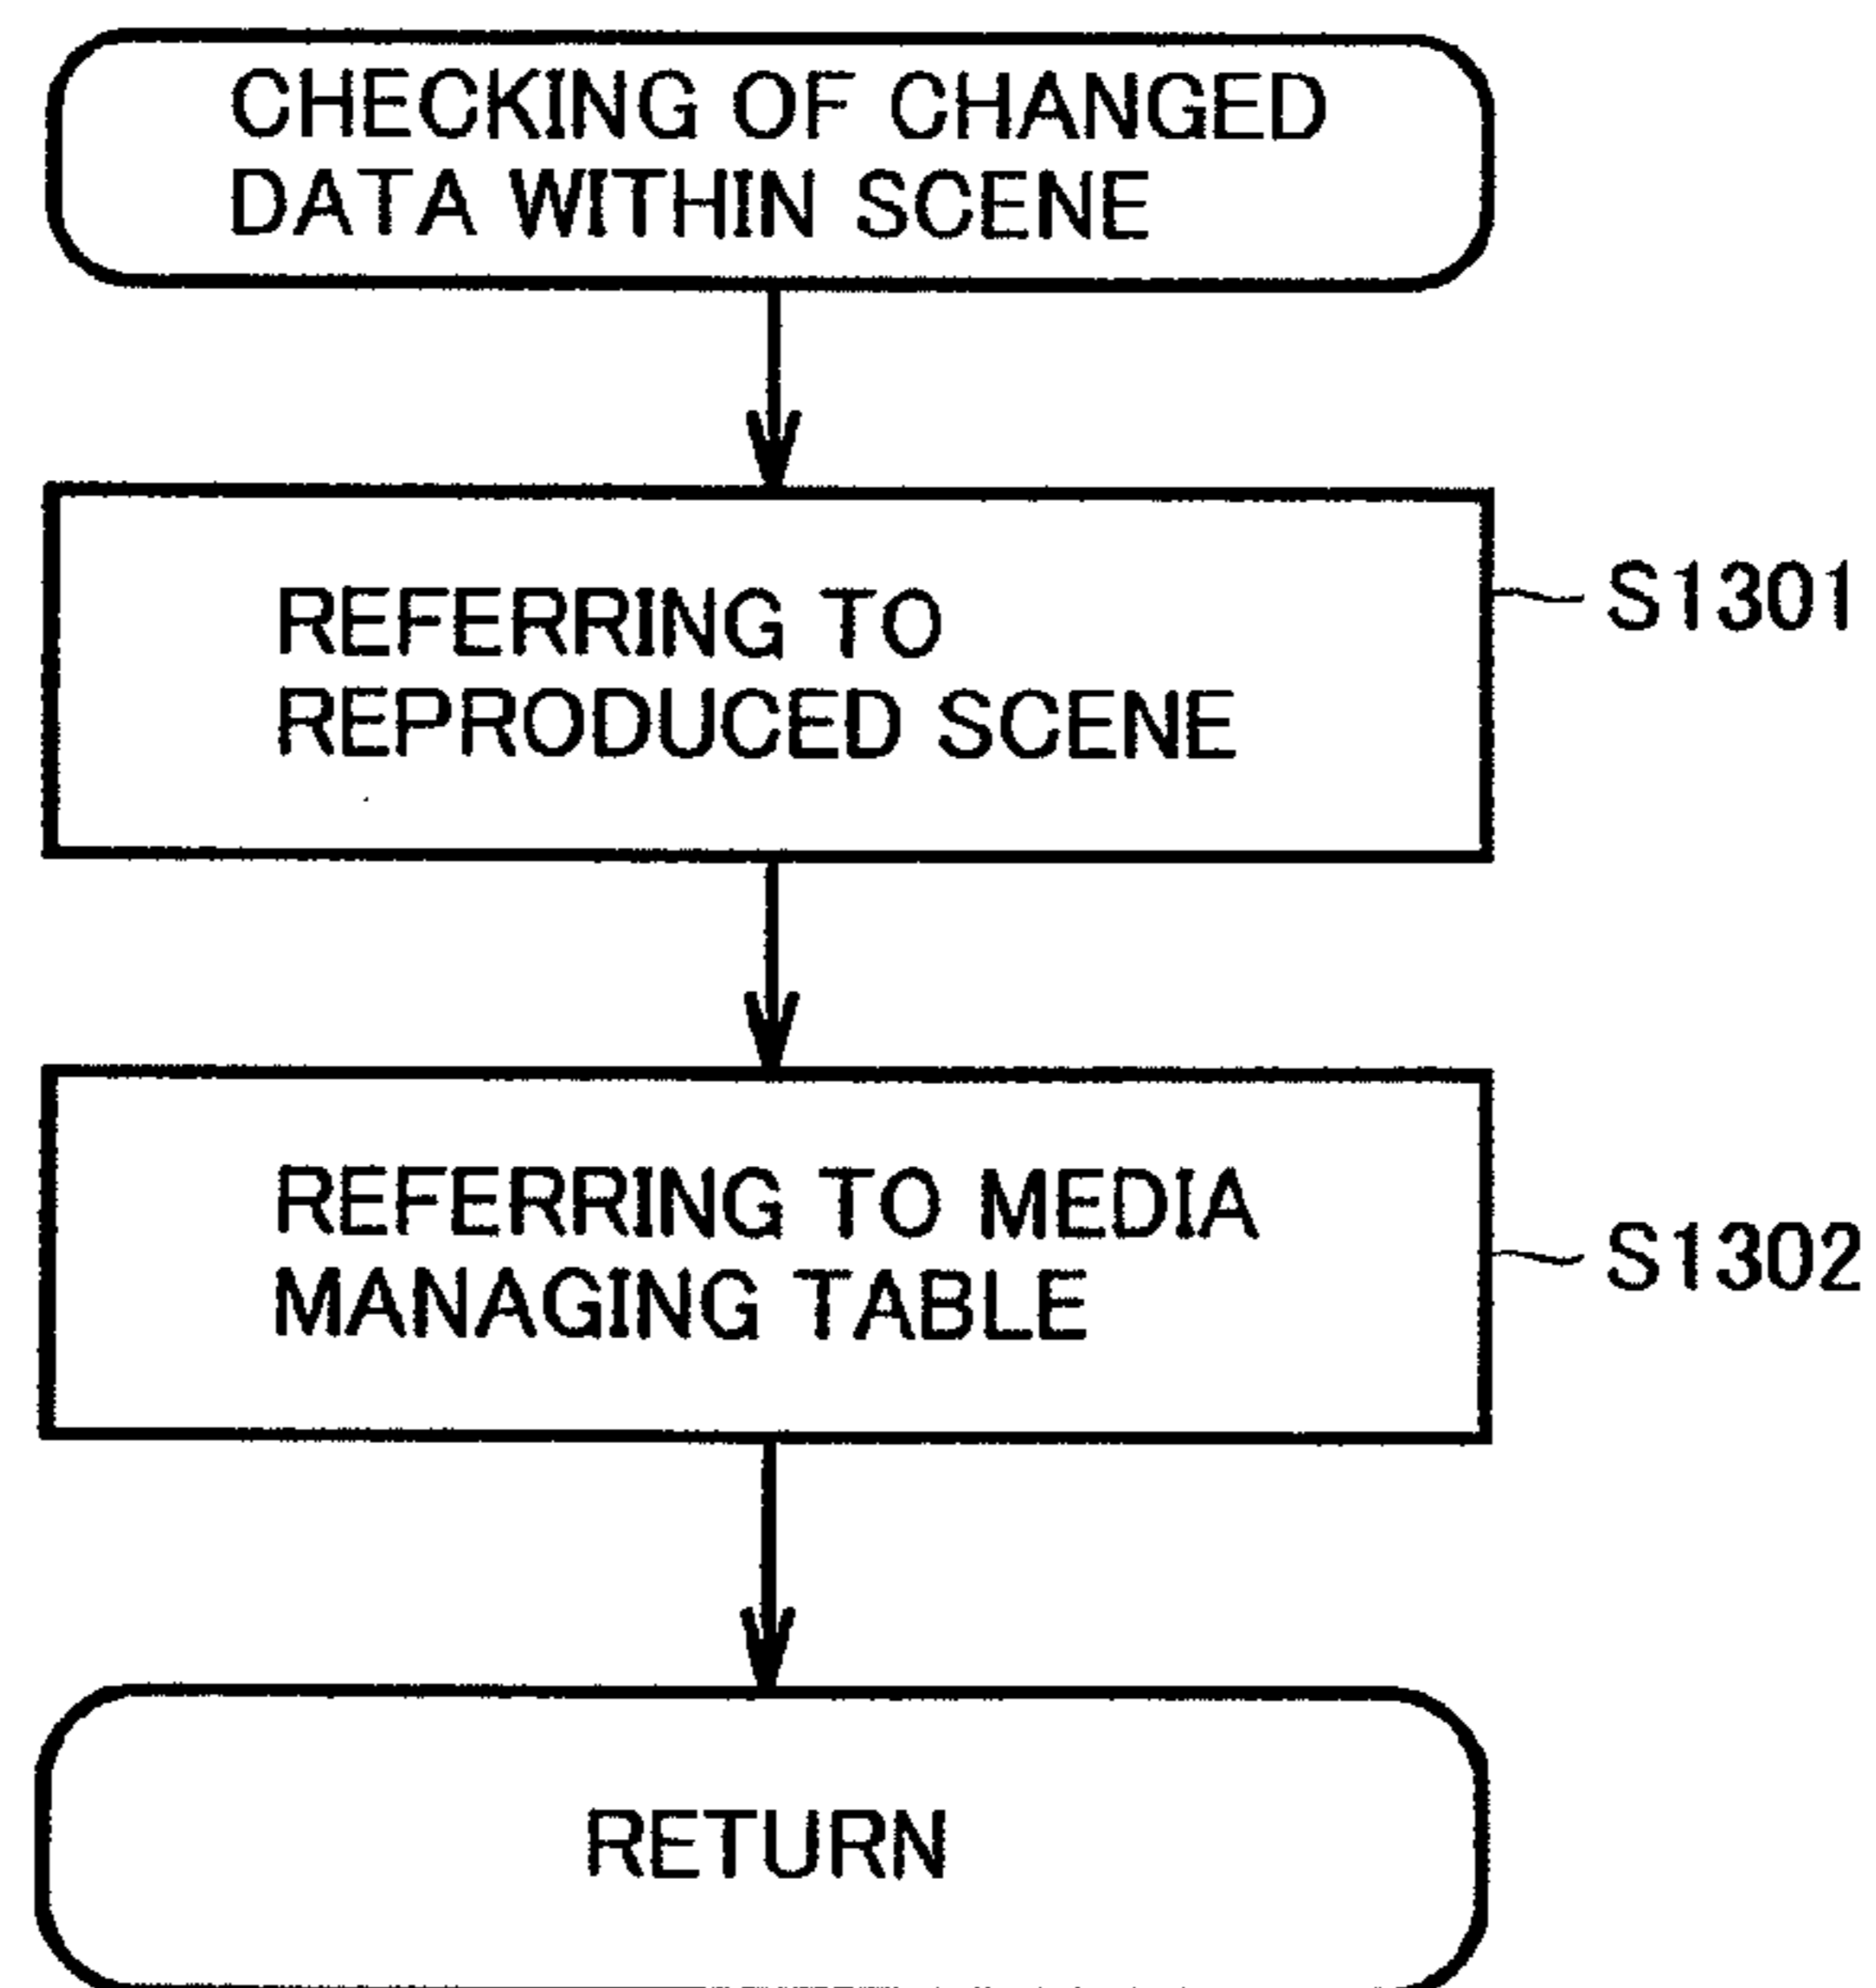 CHECKING OF CHANGED
DATA WITHIN SCENE
REFERRING TO
REPRODUCED SCENE
S1301
REFERRING TO MEDIA
MANAGING TABLE
S1302
RETURN